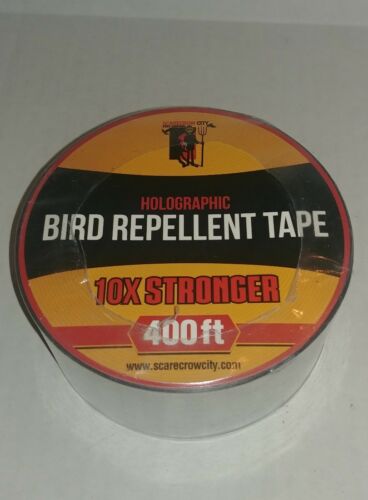 SCARECROW CITY
HOLOGRAPHIC
BIRD REPELLENT TAPE
10X STRONGER
400ft
www.scarecrowcity.com